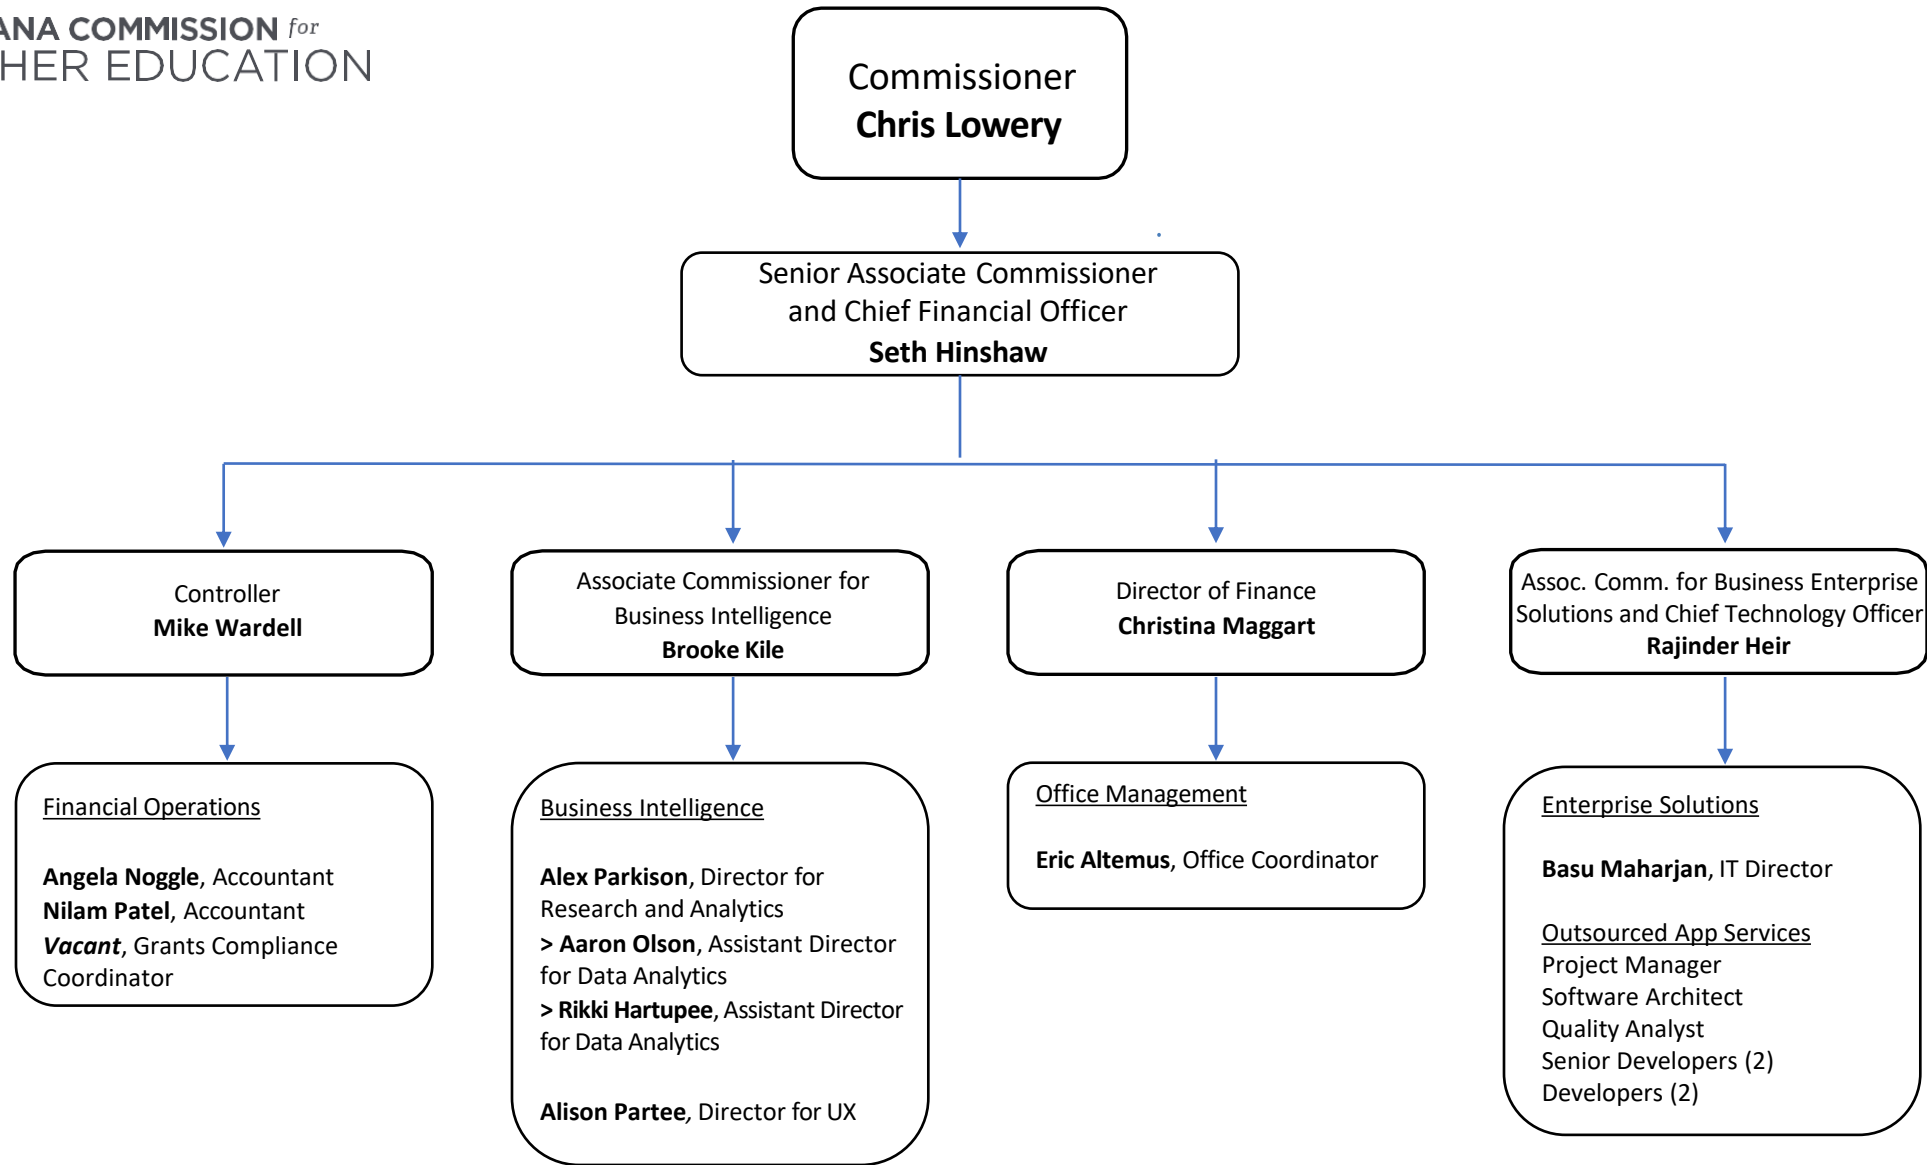 ANA COMMISSION for
HER EDUCATION
Commissioner
Chris Lowery
Senior Associate Commissioner
and Chief Financial Officer
Seth Hinshaw
Controller
Mike Wardell
Associate Commissioner for
Business Intelligence
Brooke Kile
Director of Finance
Christina Maggart
Assoc. Comm. for Business Enterprise
Solutions and Chief Technology Officer
Rajinder Heir
Financial Operations
Angela Noggle, Accountant
Nilam Patel, Accountant
Vacant, Grants Compliance
Coordinator
Business Intelligence
Alex Parkison, Director for
Research and Analytics
> Aaron Olson, Assistant Director
for Data Analytics
> Rikki Hartupee, Assistant Director
for Data Analytics
Alison Partee, Director for UX
Office Management
Eric Altemus, Office Coordinator
Enterprise Solutions
Basu Maharjan, IT Director
Outsourced App Services
Project Manager
Software Architect
Quality Analyst
Senior Developers (2)
Developers (2)